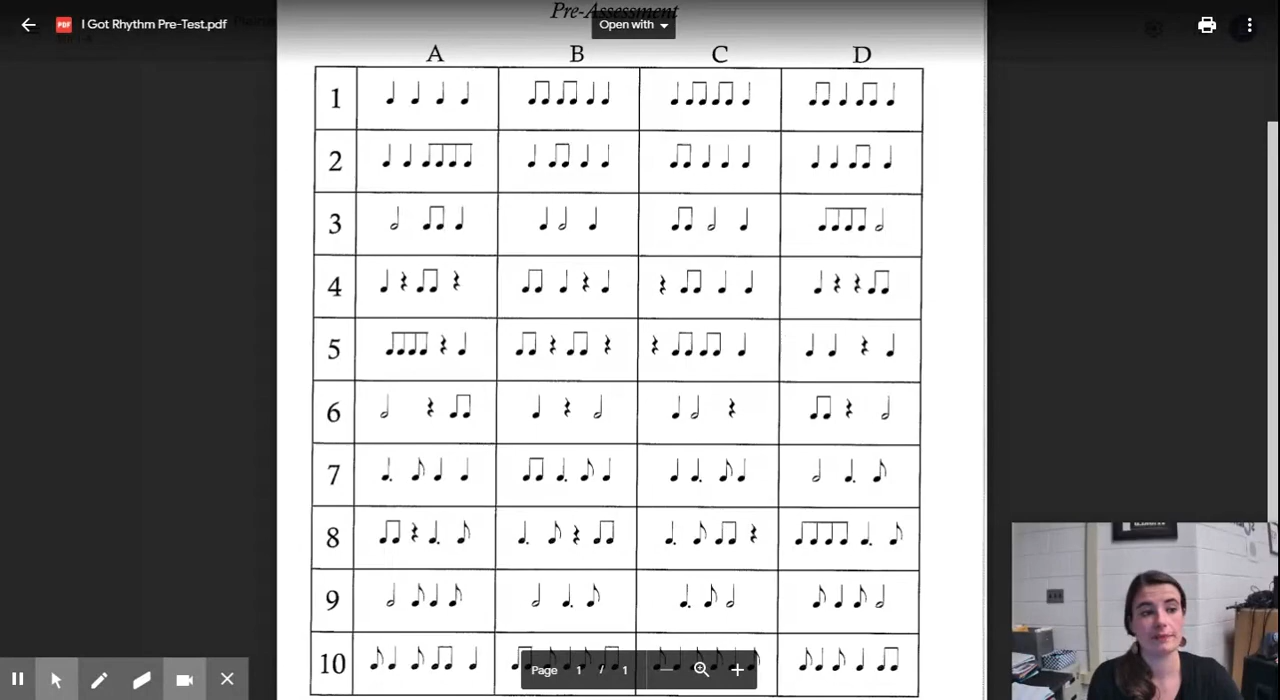 Pre-Assessment
I Got Rhythm Pre-Test.pdf
PDF
Open with
A B C D
1
2
3
4
5
6
7
8
9
10
Page 1 / 1